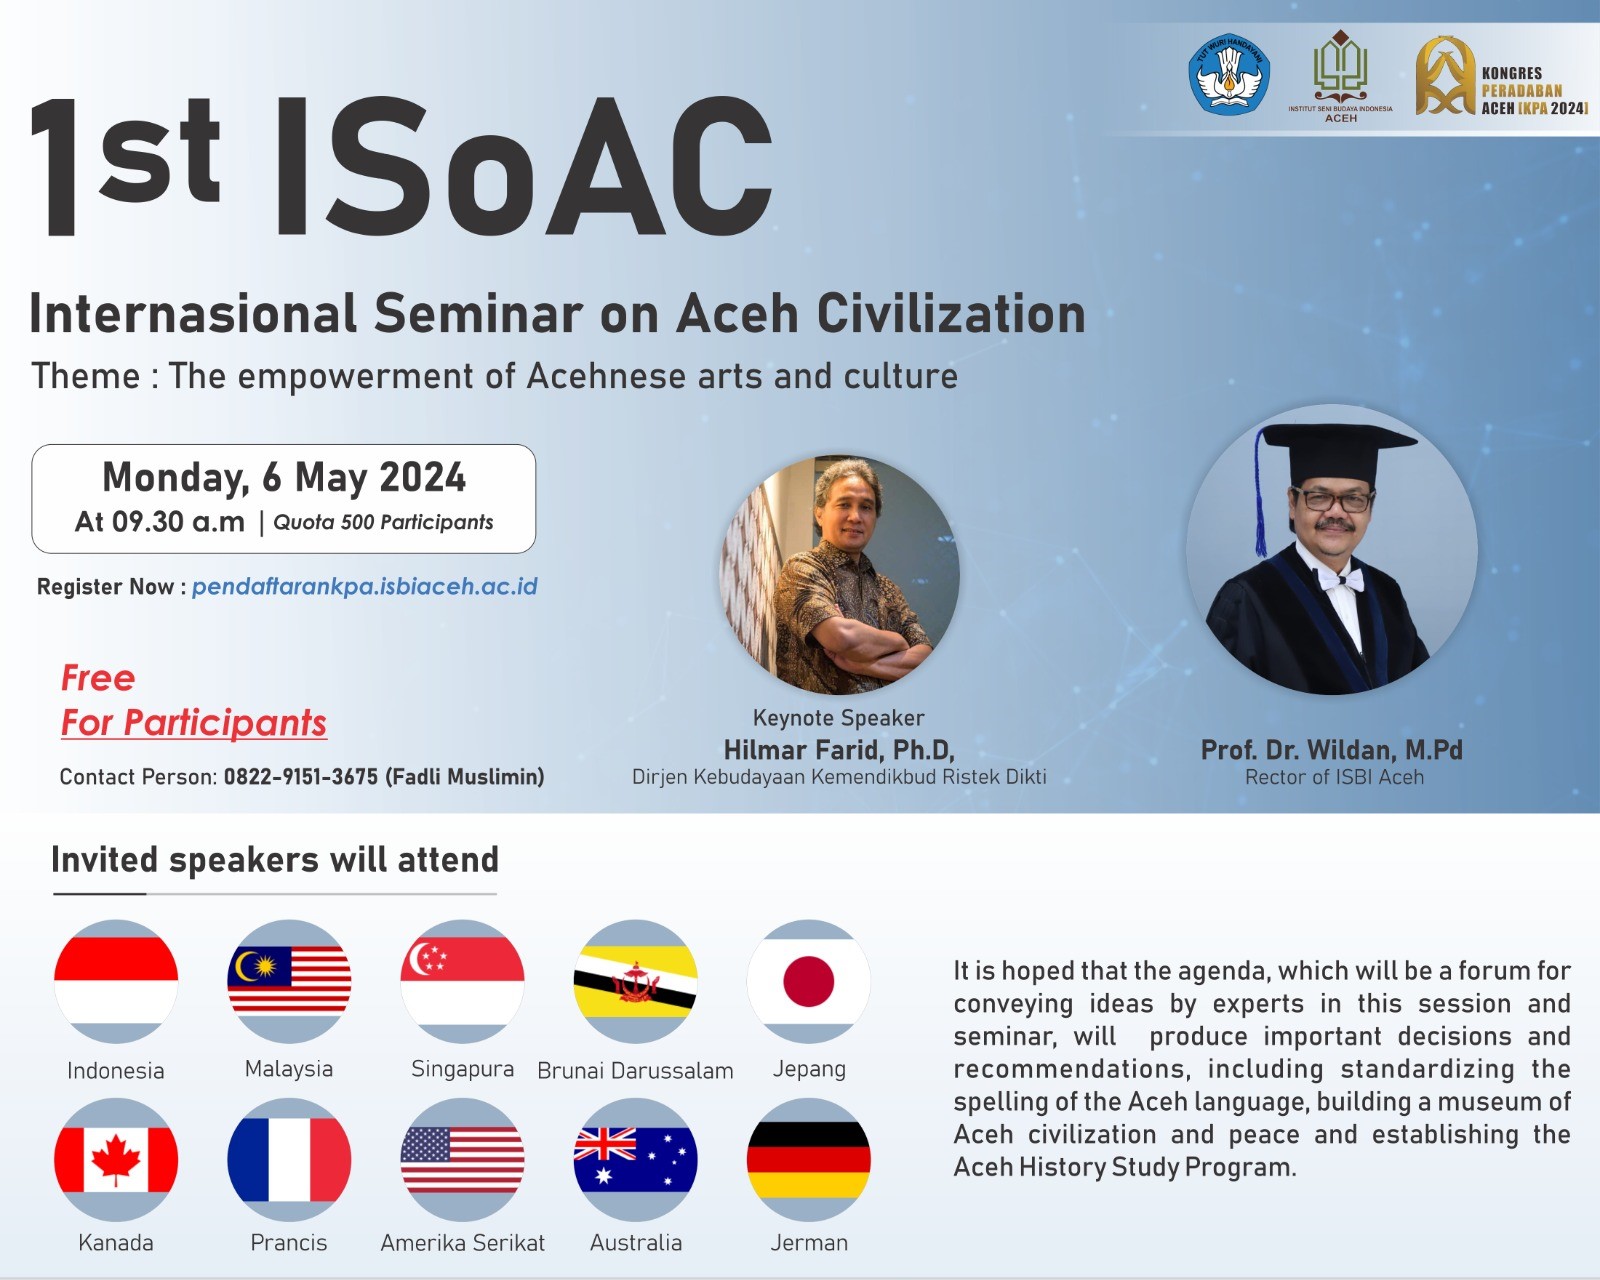 TUT WURI HANDAYANI
INSTITUT SENI BUDAYA INDONESIA
ACEH
KONGRES
PERADABAN
ACEH [KPA 2024]
1st ISoAC
Internasional Seminar on Aceh Civilization
Theme : The empowerment of Acehnese arts and culture
Monday, 6 May 2024
At 09.30 a.m | Quota 500 Participants
Register Now : pendaftarankpa.isbiaceh.ac.id
Free
For Participants
Contact Person: 0822-9151-3675 (Fadli Muslimin)
Keynote Speaker
Hilmar Farid, Ph.D,
Dirjen Kebudayaan Kemendikbud Ristek Dikti
Prof. Dr. Wildan, M.Pd
Rector of ISBI Aceh
Invited speakers will attend
Indonesia
Malaysia
Singapura
Brunai Darussalam
Jepang
Kanada
Prancis
Amerika Serikat
Australia
Jerman
It is hoped that the agenda, which will be a forum for
conveying ideas by experts in this session and
seminar, will produce important decisions and
recommendations, including standardizing the
spelling of the Aceh language, building a museum of
Aceh civilization and peace and establishing the
Aceh History Study Program.